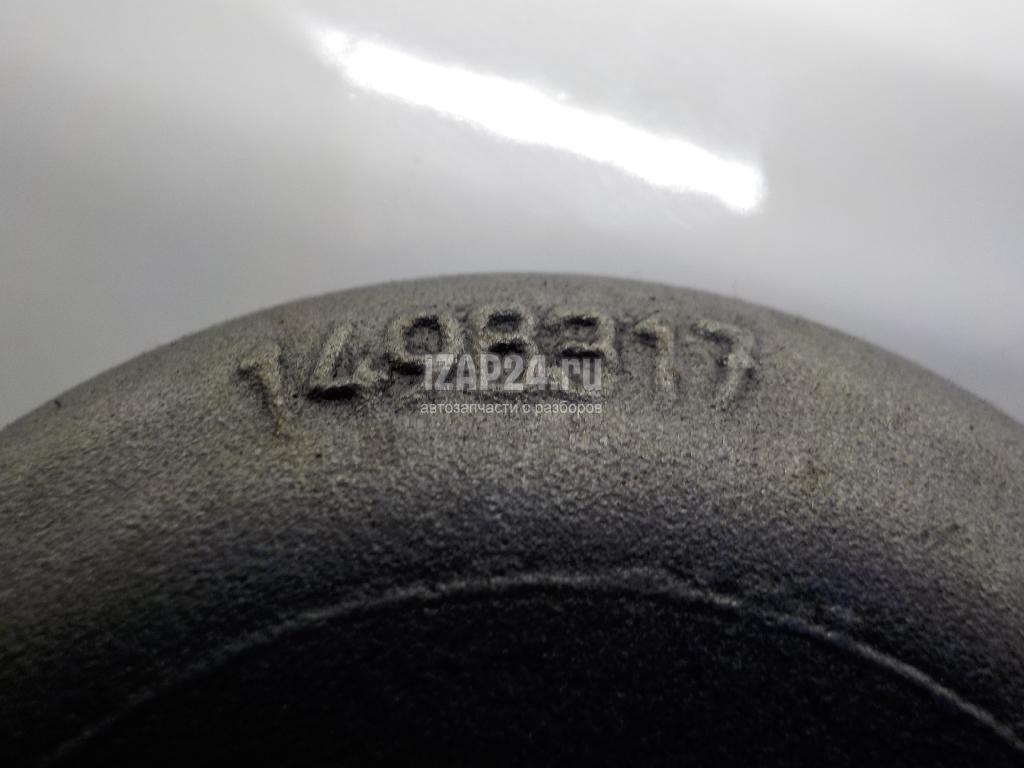 1498317
1ZAP24.ru
автозапчасти с разборов